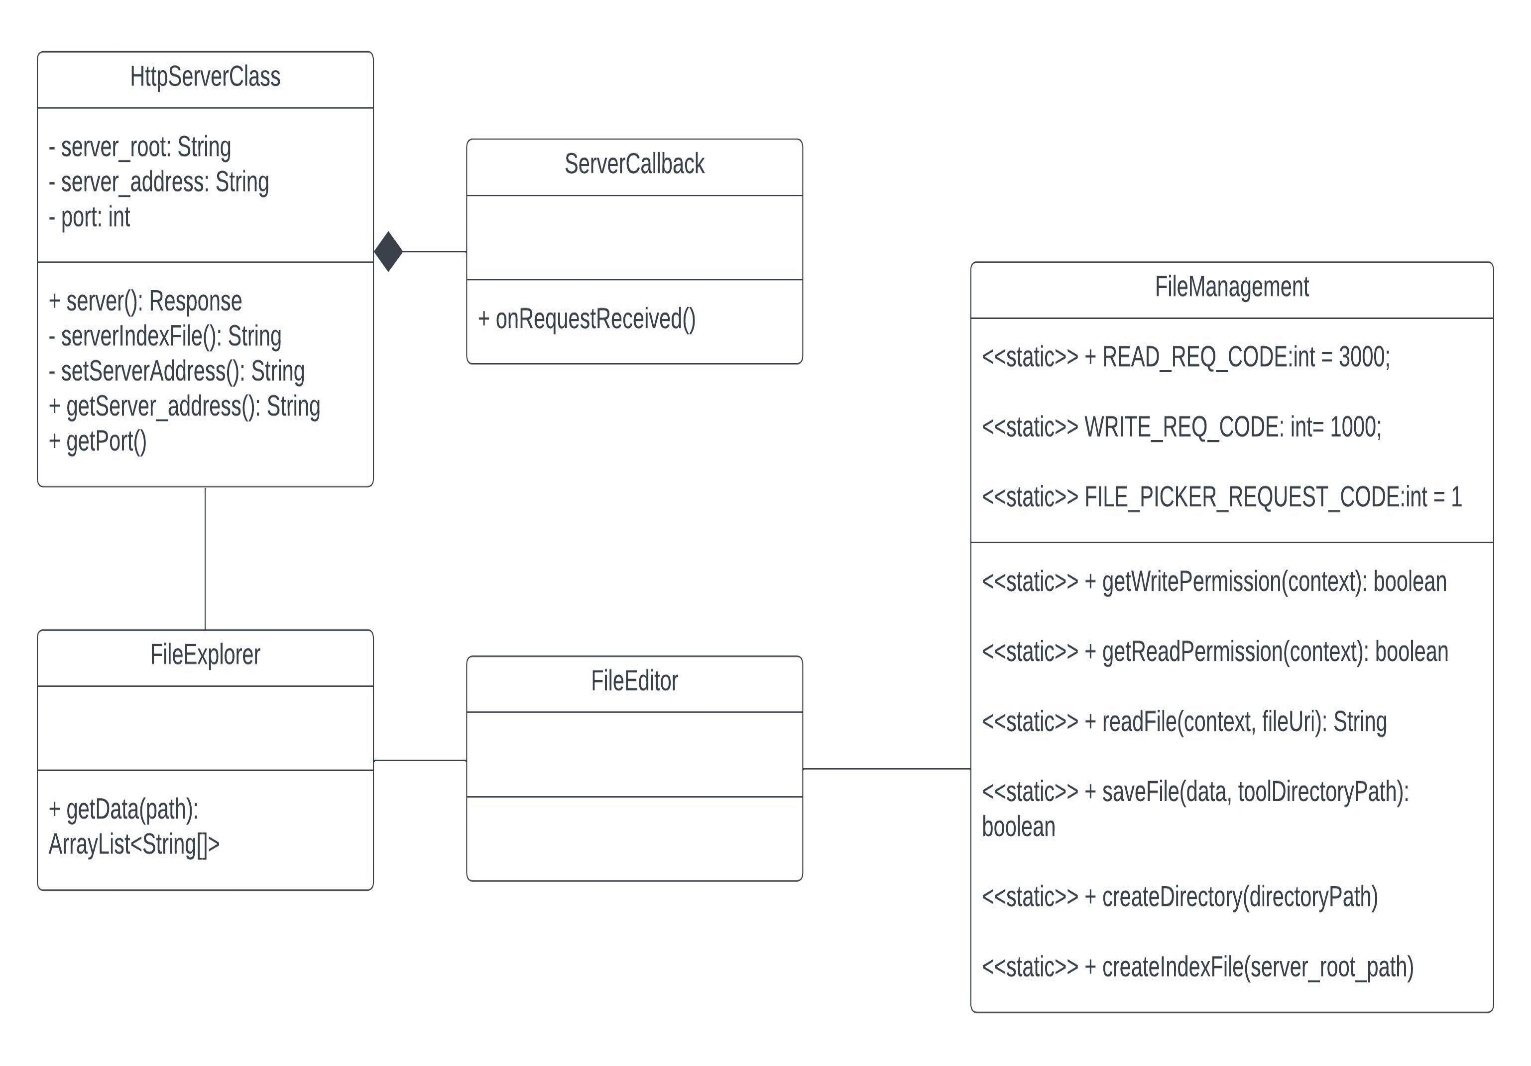 HttpServerClass
- server_root: String
- server_address: String
- port: int
+ server(): Response
- serverIndexFile(): String
- setServerAddress(): String
+ getServer_address(): String
+ getPort()
ServerCallback
+ onRequestReceived()
FileManagement
<<static>> + READ_REQ_CODE:int = 3000;
<<static>> WRITE_REQ_CODE: int= 1000;
<<static>> FILE_PICKER_REQUEST_CODE:int = 1
<<static>> + getWritePermission(context): boolean
<<static>> + getReadPermission(context): boolean
<<static>> + readFile(context, fileUri): String
<<static>> + saveFile(data, toolDirectoryPath):
boolean
<<static>> + createDirectory(directoryPath)
<<static>> + createIndexFile(server_root_path)
FileExplorer
+ getData(path):
ArrayList<String[]>
FileEditor